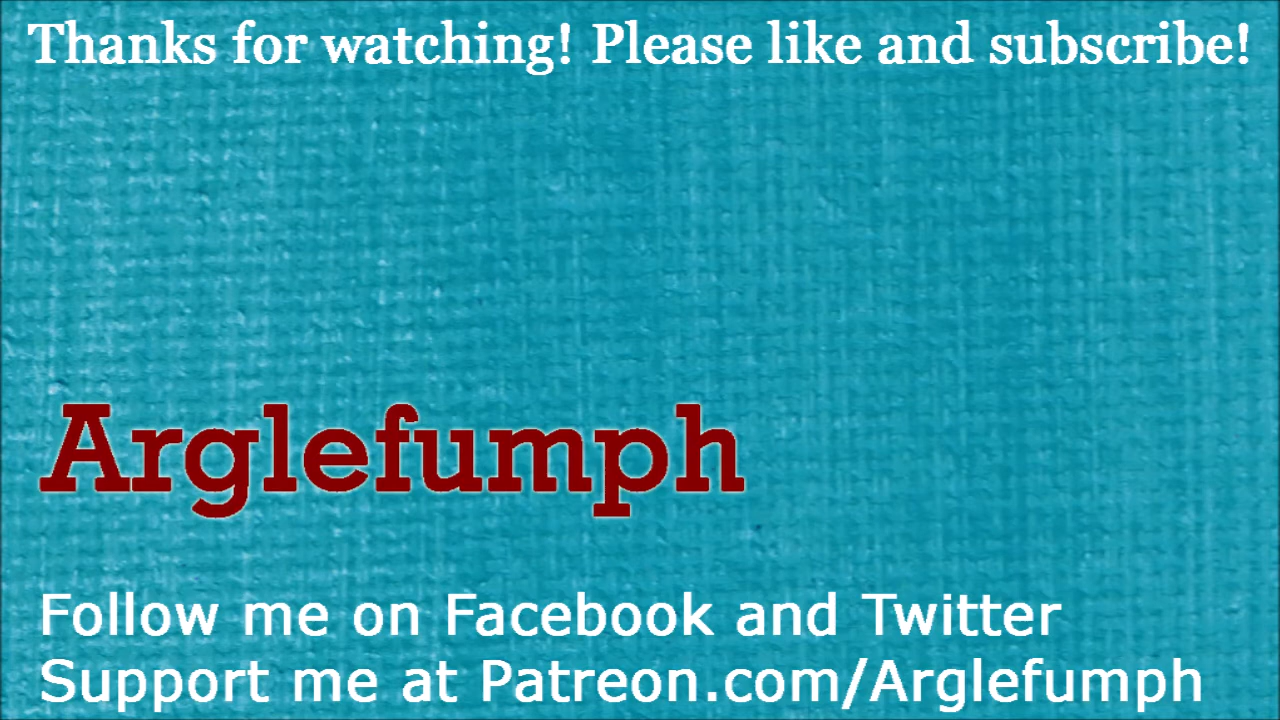 Thanks for watching! Please like and subscribe!
Arglefumph
Follow me on Facebook and Twitter
Support me at Patreon.com/Arglefumph